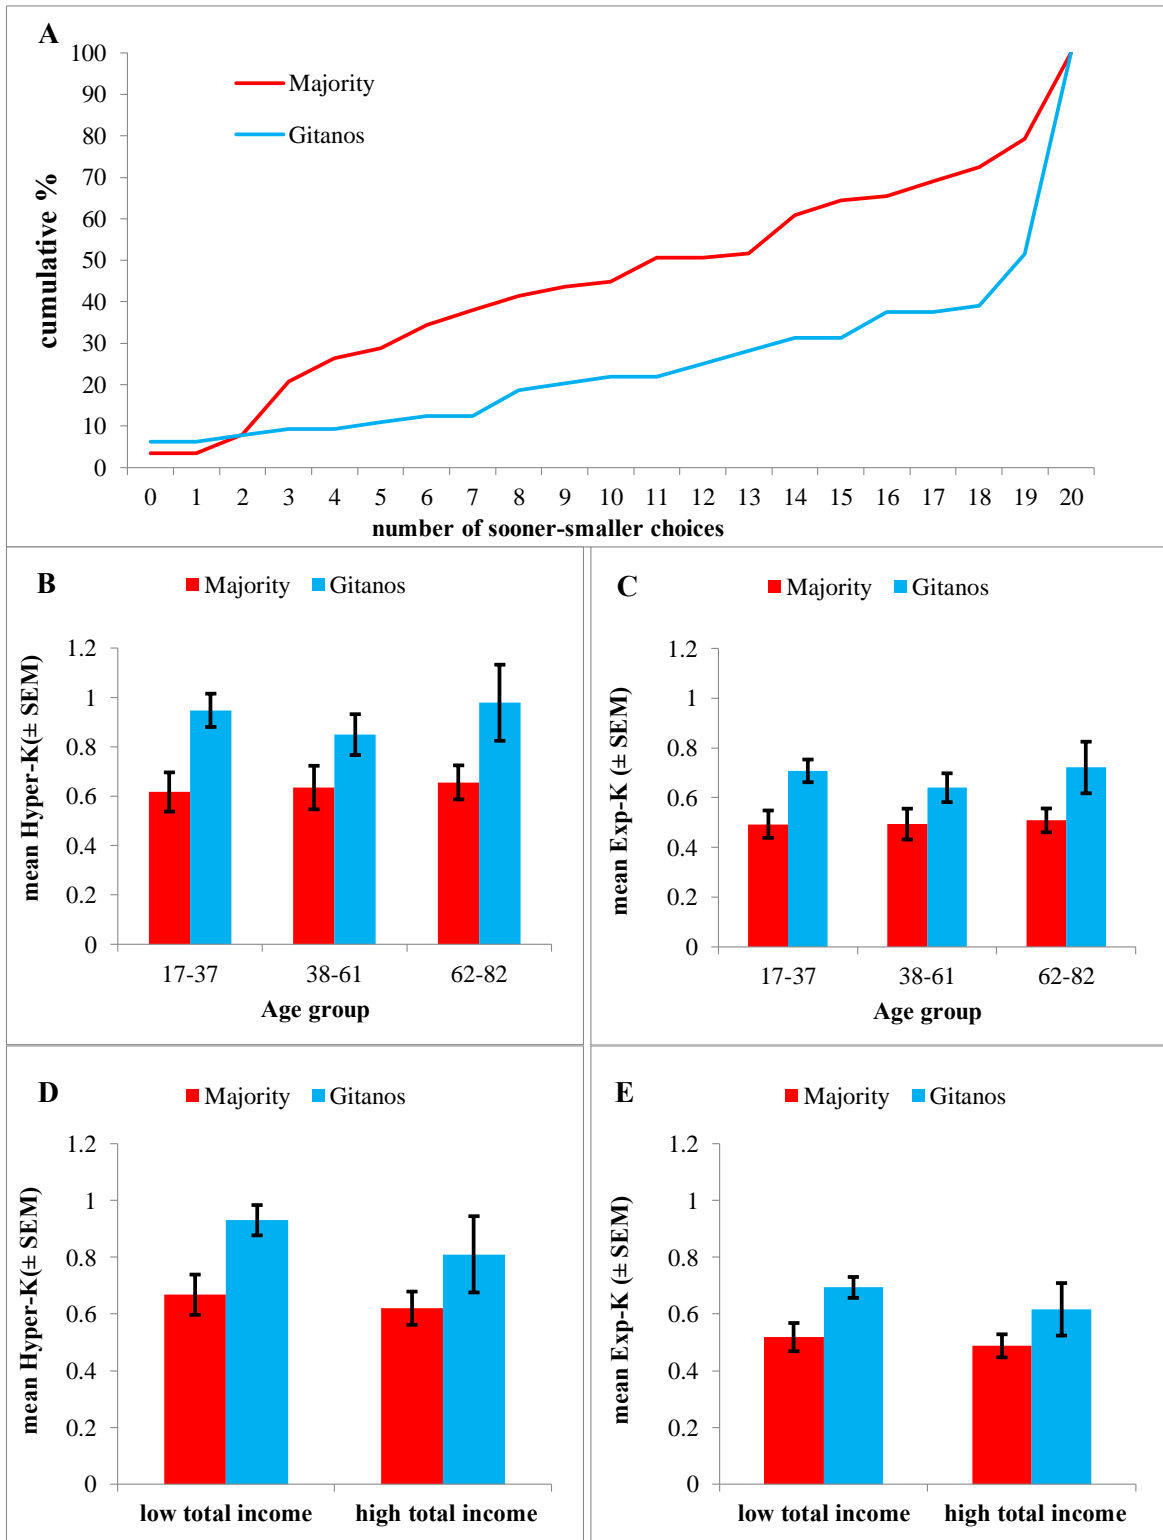 A
100
90
80
70
60
50
40
30
20
10
0
cumulative %
Majority
Gitanos
0 1 2 3 4 5 6 7 8 9 10 11 12 13 14 15 16 17 18 19 20
number of sooner-smaller choices
B
Majority Gitanos
mean Hyper-K(± SEM)
1.2
1
0.8
0.6
0.4
0.2
0
17-37 38-61 62-82
Age group
C
Majority Gitanos
mean Exp-K (± SEM)
1.2
1
0.8
0.6
0.4
0.2
0
17-37 38-61 62-82
Age group
D
Majority Gitanos
mean Hyper-K(± SEM)
1.2
1
0.8
0.6
0.4
0.2
0
low total income high total income
E
Majority Gitanos
mean Exp-K (± SEM)
1.2
1
0.8
0.6
0.4
0.2
0
low total income high total income